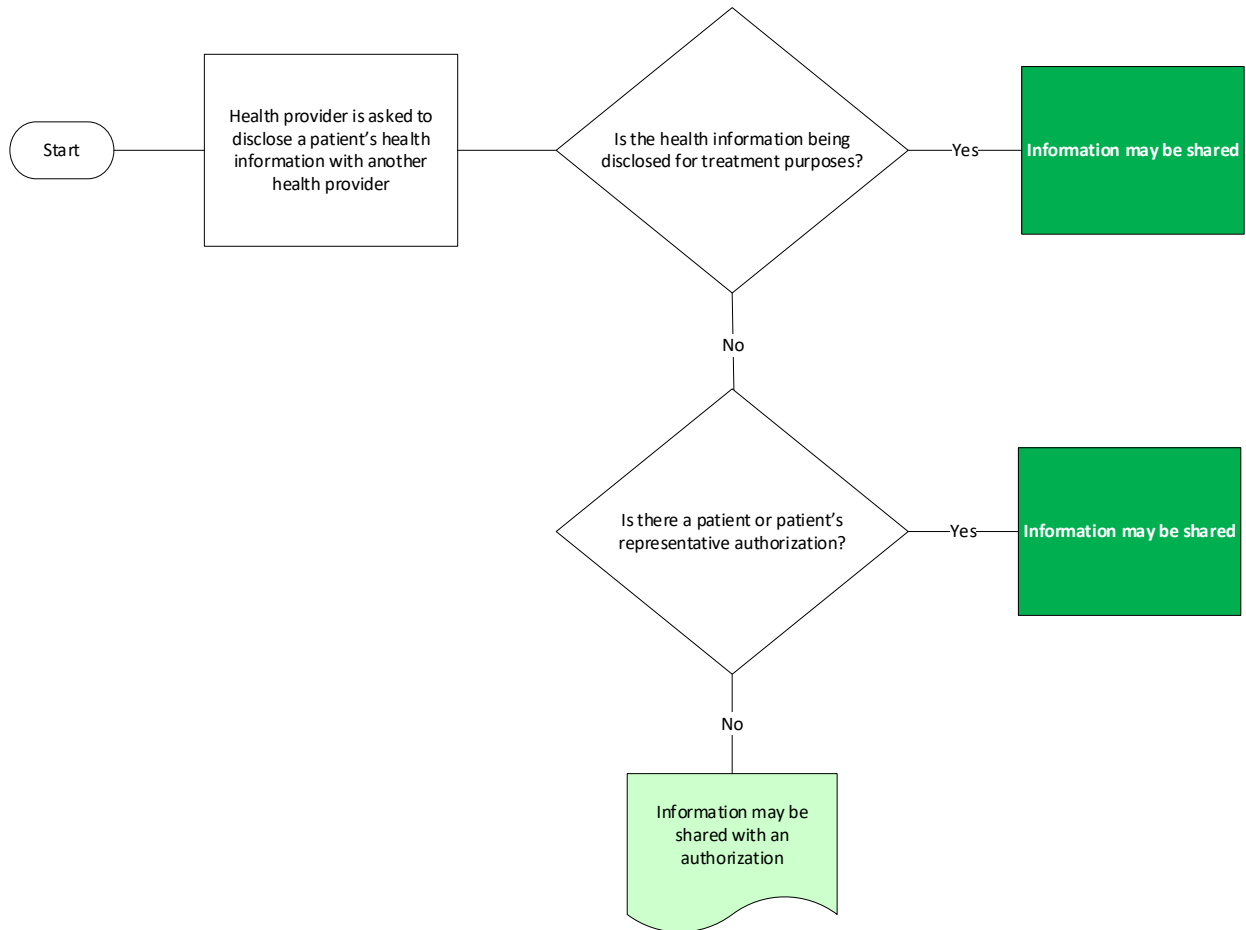 Start
Health provider is asked to
disclose a patient’s health
information with another
health provider
Is the health information being
disclosed for treatment purposes?
Yes
Information may be shared
No
Is there a patient or patient’s
representative authorization?
Yes
Information may be shared
No
Information may be
shared with an
authorization